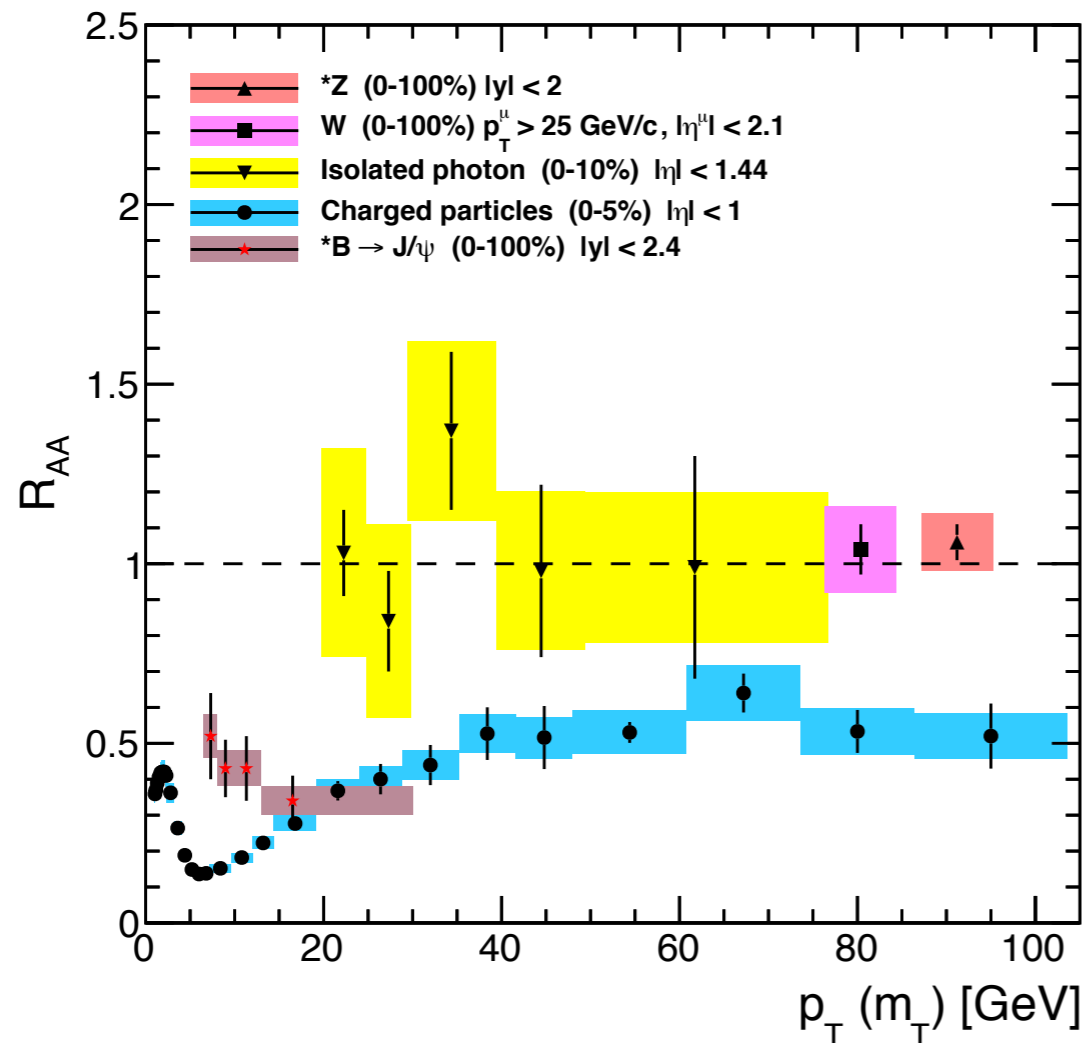 2.5
2
1.5
1
0.5
0
R_AA
*Z (0-100%) |y| < 2
W (0-100%) p_T^μ > 25 GeV/c, |η^μ| < 2.1
Isolated photon (0-10%) |η| < 1.44
Charged particles (0-5%) |η| < 1
*B → J/ψ (0-100%) |y| < 2.4
0 20 40 60 80 100
p_T (m_T) [GeV]